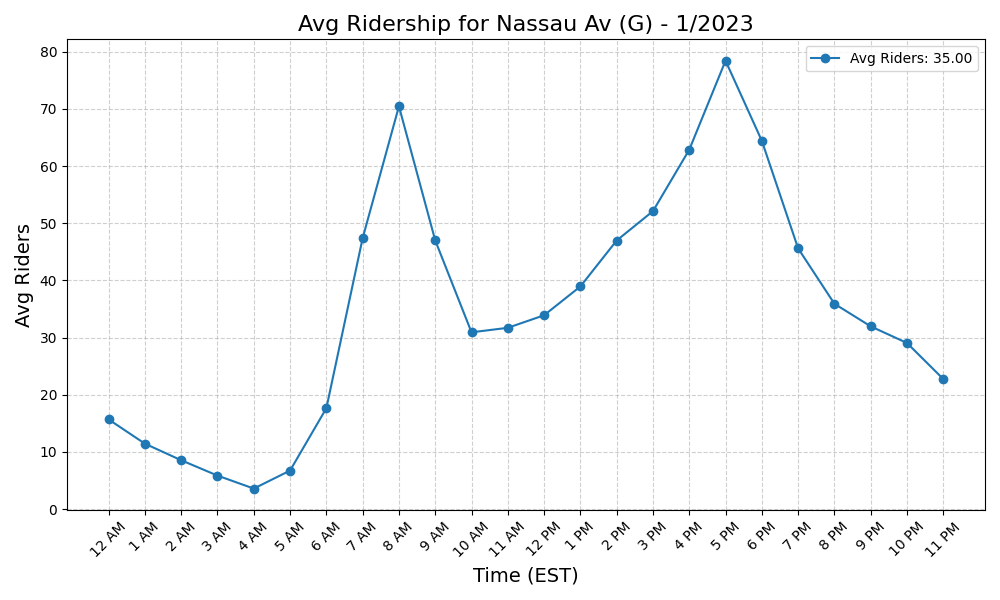 Avg Ridership for Nassau Av (G) - 1/2023
Avg Riders: 35.00
Avg Riders
80
70
60
50
40
30
20
10
0
12 AM
1 AM
2 AM
3 AM
4 AM
5 AM
6 AM
7 AM
8 AM
9 AM
10 AM
11 AM
12 PM
1 PM
2 PM
3 PM
4 PM
5 PM
6 PM
7 PM
8 PM
9 PM
10 PM
11 PM
Time (EST)